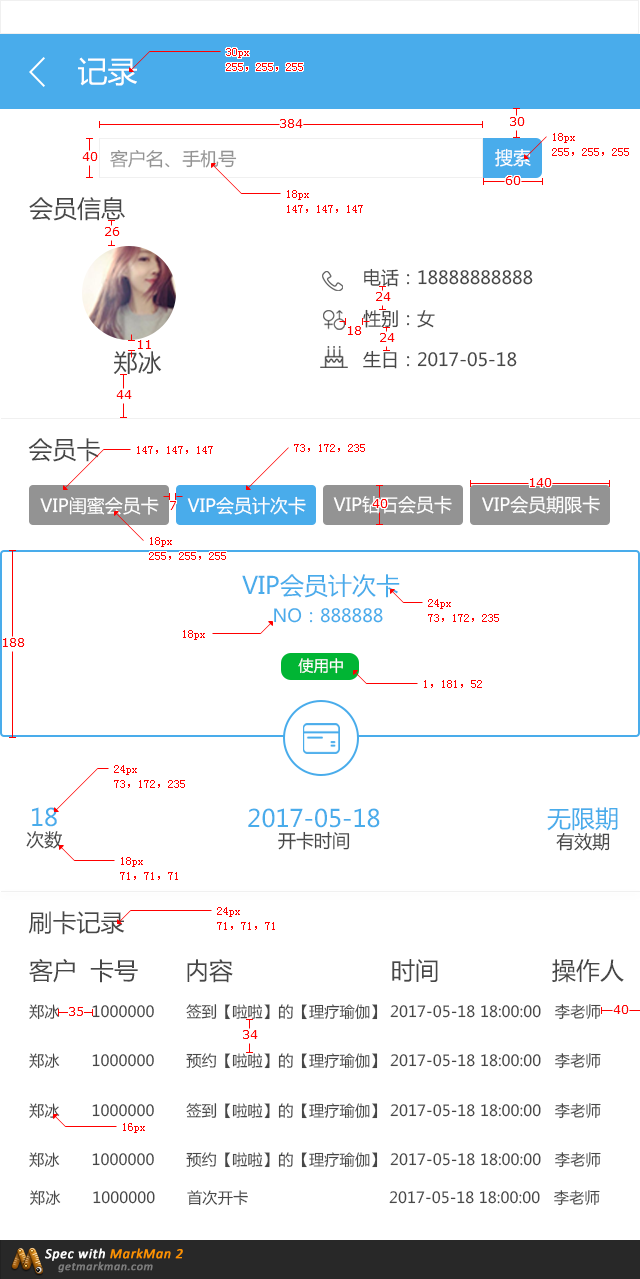 记录
30px
255, 255, 255
384
30
40
客户名、手机号
搜索
18px
255, 255, 255
60
18px
147, 147, 147
会员信息
26
电话：18888888888
24
性别：女
18
24
生日：2017-05-18
11
郑冰
44
会员卡
147, 147, 147
73, 172, 235
140
VIP闺蜜会员卡
7
VIP会员计次卡
VIP钻石会员卡
40
VIP会员期限卡
18px
255, 255, 255
188
VIP会员计次卡
NO：888888
24px
73, 172, 235
18px
使用中
1, 181, 52
24px
73, 172, 235
18
次数
2017-05-18
开卡时间
无限期
有效期
18px
71, 71, 71
刷卡记录
24px
71, 71, 71
客户 卡号 内容 时间 操作人
郑冰 35 1000000 签到【啦啦】的【理疗瑜伽】 2017-05-18 18:00:00 李老师 40
34
郑冰 1000000 预约【啦啦】的【理疗瑜伽】 2017-05-18 18:00:00 李老师
郑冰 1000000 签到【啦啦】的【理疗瑜伽】 2017-05-18 18:00:00 李老师
16px
郑冰 1000000 预约【啦啦】的【理疗瑜伽】 2017-05-18 18:00:00 李老师
郑冰 1000000 首次开卡 2017-05-18 18:00:00 李老师
Spec with MarkMan 2
getmarkman.com